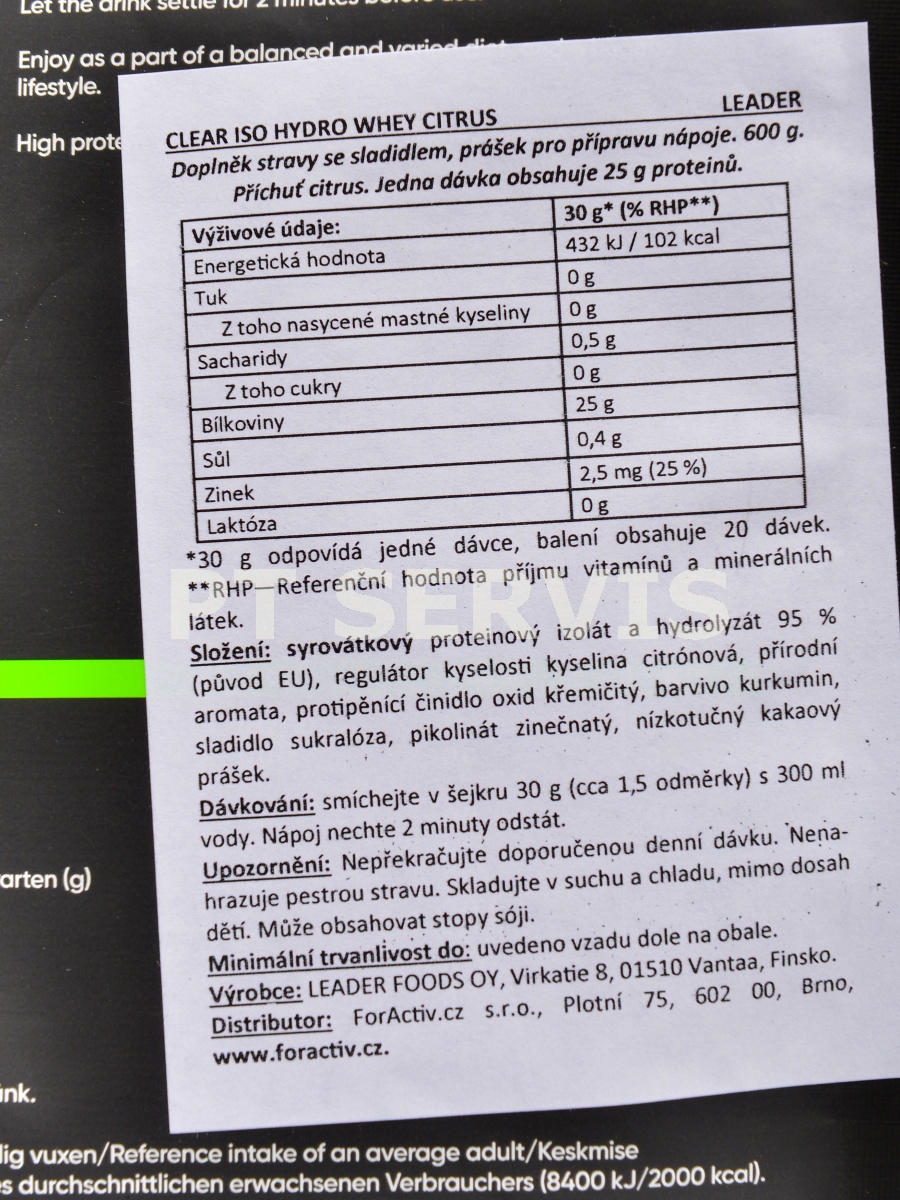 Let the drink settle for 2 minutes before
Enjoy as a part of a balanced and varied
lifestyle.
High prote
CLEAR ISO HYDRO WHEY CITRUS LEADER
Doplněk stravy se sladidlem, prášek pro přípravu nápoje. 600 g.
Příchuť citrus. Jedna dávka obsahuje 25 g proteinů.
Výživové údaje: 30 g* (% RHP**)
Energetická hodnota 432 kJ / 102 kcal
Tuk 0 g
Z toho nasycené mastné kyseliny 0 g
Sacharidy 0,5 g
Z toho cukry 0 g
Bílkoviny 25 g
Sůl 0,4 g
Zinek 2,5 mg (25 %)
Laktóza 0 g
*30 g odpovídá jedné dávce, balení obsahuje 20 dávek.
**RHP—Referenční hodnota příjmu vitamínů a minerálních
látek.
PT SERVIS
Složení: syrovátkový proteinový izolát a hydrolyzát 95 %
(původ EU), regulátor kyselosti kyselina citrónová, přírodní
aromata, protipěnící činidlo oxid křemičitý, barvivo kurkumin,
sladidlo sukralóza, pikolinát zinečnatý, nízkotučný kakaový
prášek.
Dávkování: smíchejte v šejkru 30 g (cca 1,5 odměrky) s 300 ml
vody. Nápoj nechte 2 minuty odstát.
Upozornění: Nepřekračujte doporučenou denní dávku. Nena-
hrazuje pestrou stravu. Skladujte v suchu a chladu, mimo dosah
dětí. Může obsahovat stopy sóji.
Minimální trvanlivost do: uvedeno vzadu dole na obale.
Výrobce: LEADER FOODS OY, Virkatie 8, 01510 Vantaa, Finsko.
Distributor: ForActiv.cz s.r.o., Plotní 75, 602 00, Brno,
www.foractiv.cz.
arten (g)
ink.
lig vuxen/Reference intake of an average adult/Keskmise
s durchschnittlichen erwachsenen Verbrauchers (8400 kJ/2000 kcal).